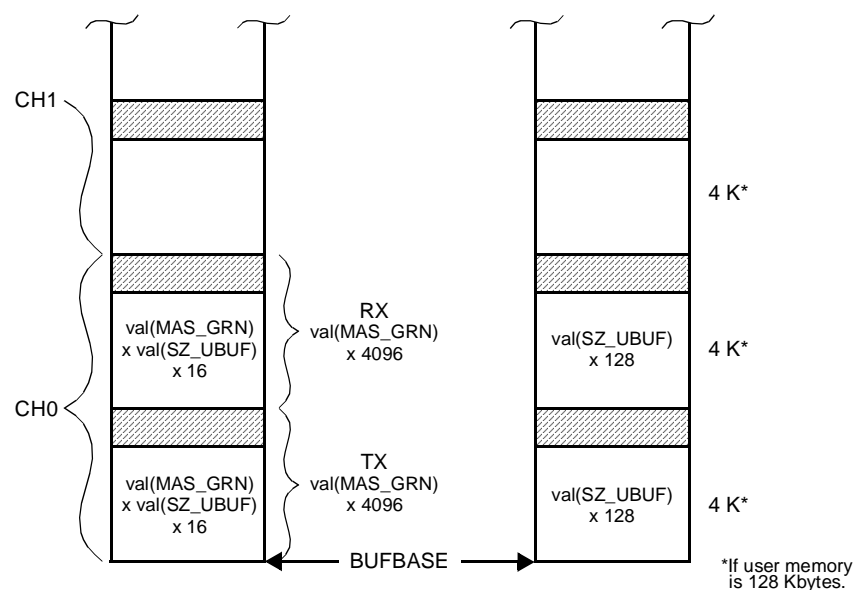 CH1
4 K*
RX
val(MAS_GRN)
x 4096
val(MAS_GRN)
x val(SZ_UBUF)
x 16
val(SZ_UBUF)
x 128
4 K*
CH0
TX
val(MAS_GRN)
x 4096
val(MAS_GRN)
x val(SZ_UBUF)
x 16
val(SZ_UBUF)
x 128
4 K*
BUFBASE
*If user memory
is 128 Kbytes.